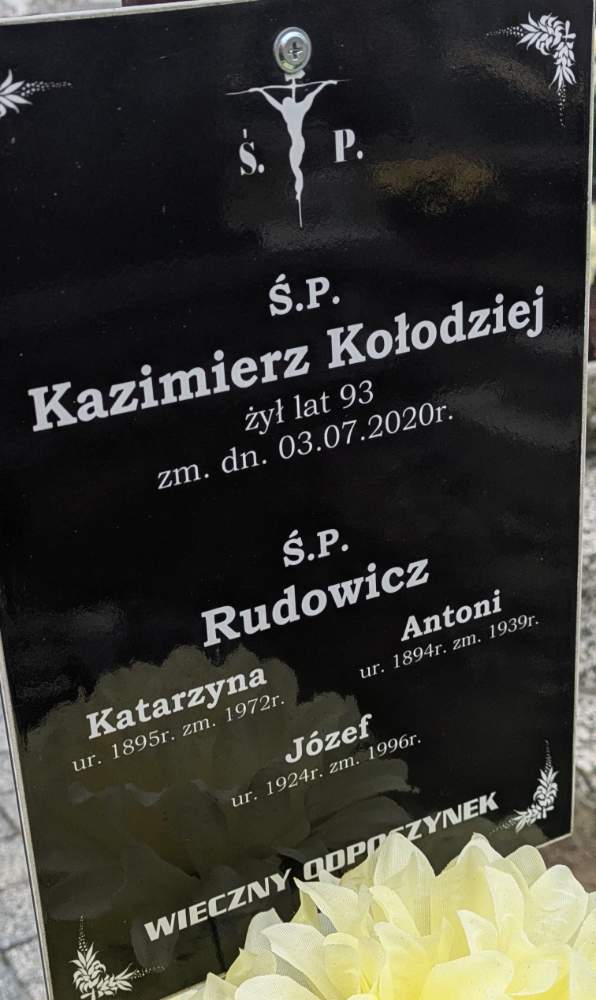 Ś. P.
Ś.P.
Kazimierz Kołodziej
żył lat 93
zm. dn. 03.07.2020r.
Ś.P.
Rudowicz
Antoni
ur. 1894r. zm. 1939r.
Katarzyna
ur. 1895r. zm. 1972r.
Józef
ur. 1924r. zm. 1996r.
WIECZNY ODPOCZYNEK